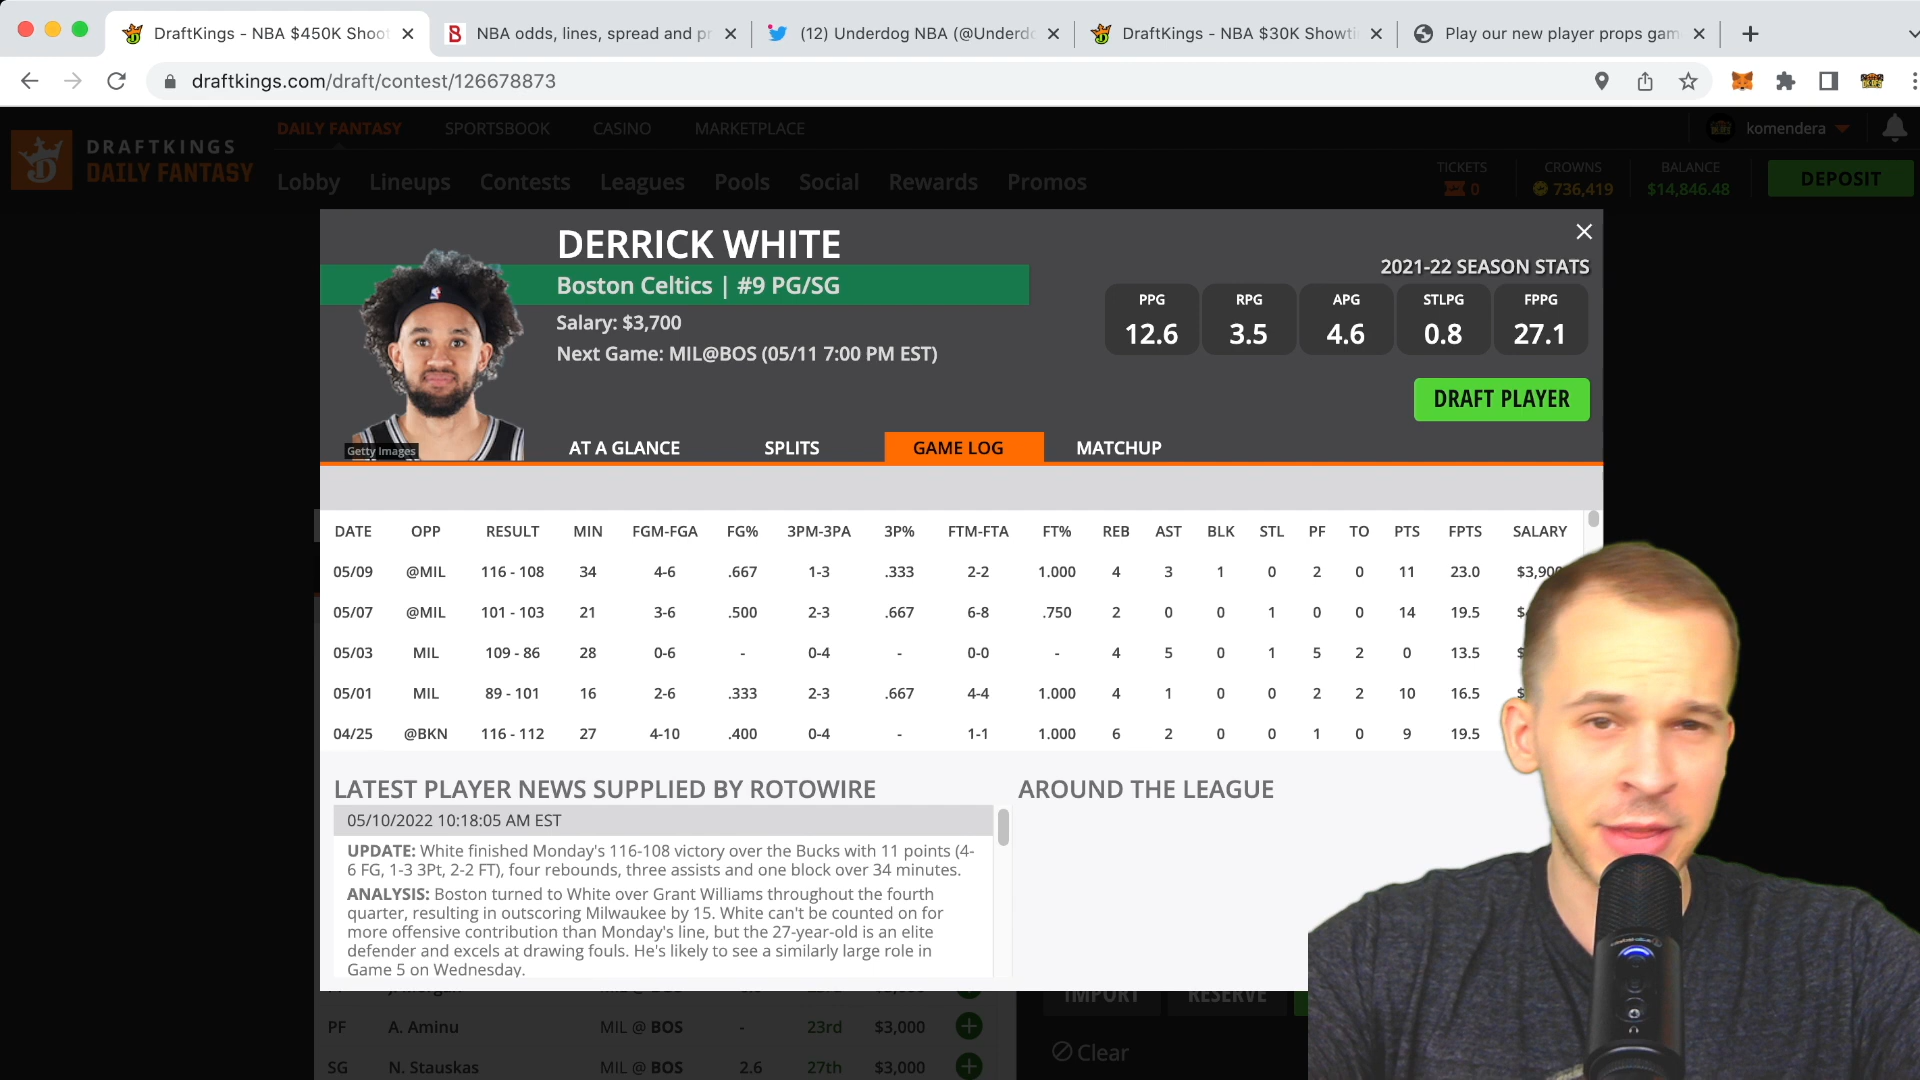 DraftKings - NBA $450K Shoot
NBA odds, lines, spread and pr
(12) Underdog NBA (@Underdo
DraftKings - NBA $30K Showti
Play our new player props gam
draftkings.com/draft/contest/126678873
DRAFTKINGS
DAILY FANTASY
DAILY FANTASY SPORTSBOOK CASINO MARKETPLACE
komendera
Lobby Lineups Contests Leagues Pools Social Rewards Promos
TICKETS CROWNS BALANCE
0 736,419 $14,846.48
DEPOSIT
DERRICK WHITE
Boston Celtics | #9 PG/SG
Salary: $3,700
Next Game: MIL@BOS (05/11 7:00 PM EST)
Getty Images
2021-22 SEASON STATS
PPG RPG APG STLPG FPPG
12.6 3.5 4.6 0.8 27.1
DRAFT PLAYER
AT A GLANCE SPLITS GAME LOG MATCHUP
DATE OPP RESULT MIN FGM-FGA FG% 3PM-3PA 3P% FTM-FTA FT% REB AST BLK STL PF TO PTS FPTS SALARY
05/09 @MIL 116 - 108 34 4-6 .667 1-3 .333 2-2 1.000 4 3 1 0 2 0 11 23.0 $3,900
05/07 @MIL 101 - 103 21 3-6 .500 2-3 .667 6-8 .750 2 0 0 1 0 0 14 19.5 $
05/03 MIL 109 - 86 28 0-6 - 0-4 - 0-0 - 4 5 0 1 5 2 0 13.5 $
05/01 MIL 89 - 101 16 2-6 .333 2-3 .667 4-4 1.000 4 1 0 0 2 2 10 16.5 $
04/25 @BKN 116 - 112 27 4-10 .400 0-4 - 1-1 1.000 6 2 0 0 1 0 9 19.5
LATEST PLAYER NEWS SUPPLIED BY ROTOWIRE
AROUND THE LEAGUE
05/10/2022 10:18:05 AM EST
UPDATE: White finished Monday's 116-108 victory over the Bucks with 11 points (4-
6 FG, 1-3 3Pt, 2-2 FT), four rebounds, three assists and one block over 34 minutes.
ANALYSIS: Boston turned to White over Grant Williams throughout the fourth
quarter, resulting in outscoring Milwaukee by 15. White can't be counted on for
more offensive contribution than Monday's line, but the 27-year-old is an elite
defender and excels at drawing fouls. He's likely to see a similarly large role in
Game 5 on Wednesday.
IMPORT RESERVE
PF A. Aminu MIL @ BOS - 23rd $3,000
Clear
SG N. Stauskas MIL @ BOS 2.6 27th $3,000